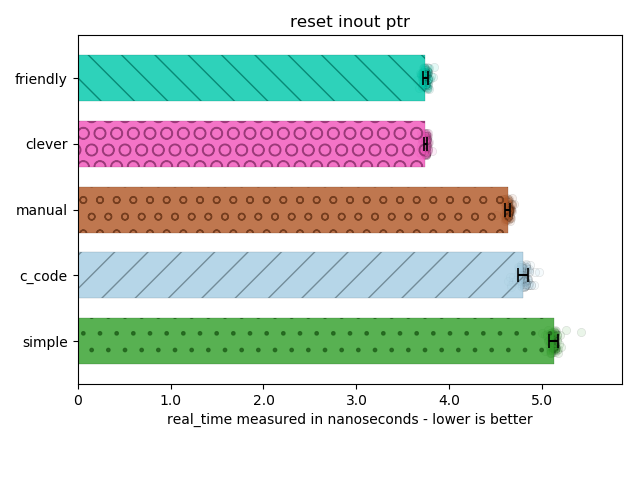 reset inout ptr
friendly
clever
manual
c_code
simple
0 1.0 2.0 3.0 4.0 5.0
real_time measured in nanoseconds - lower is better